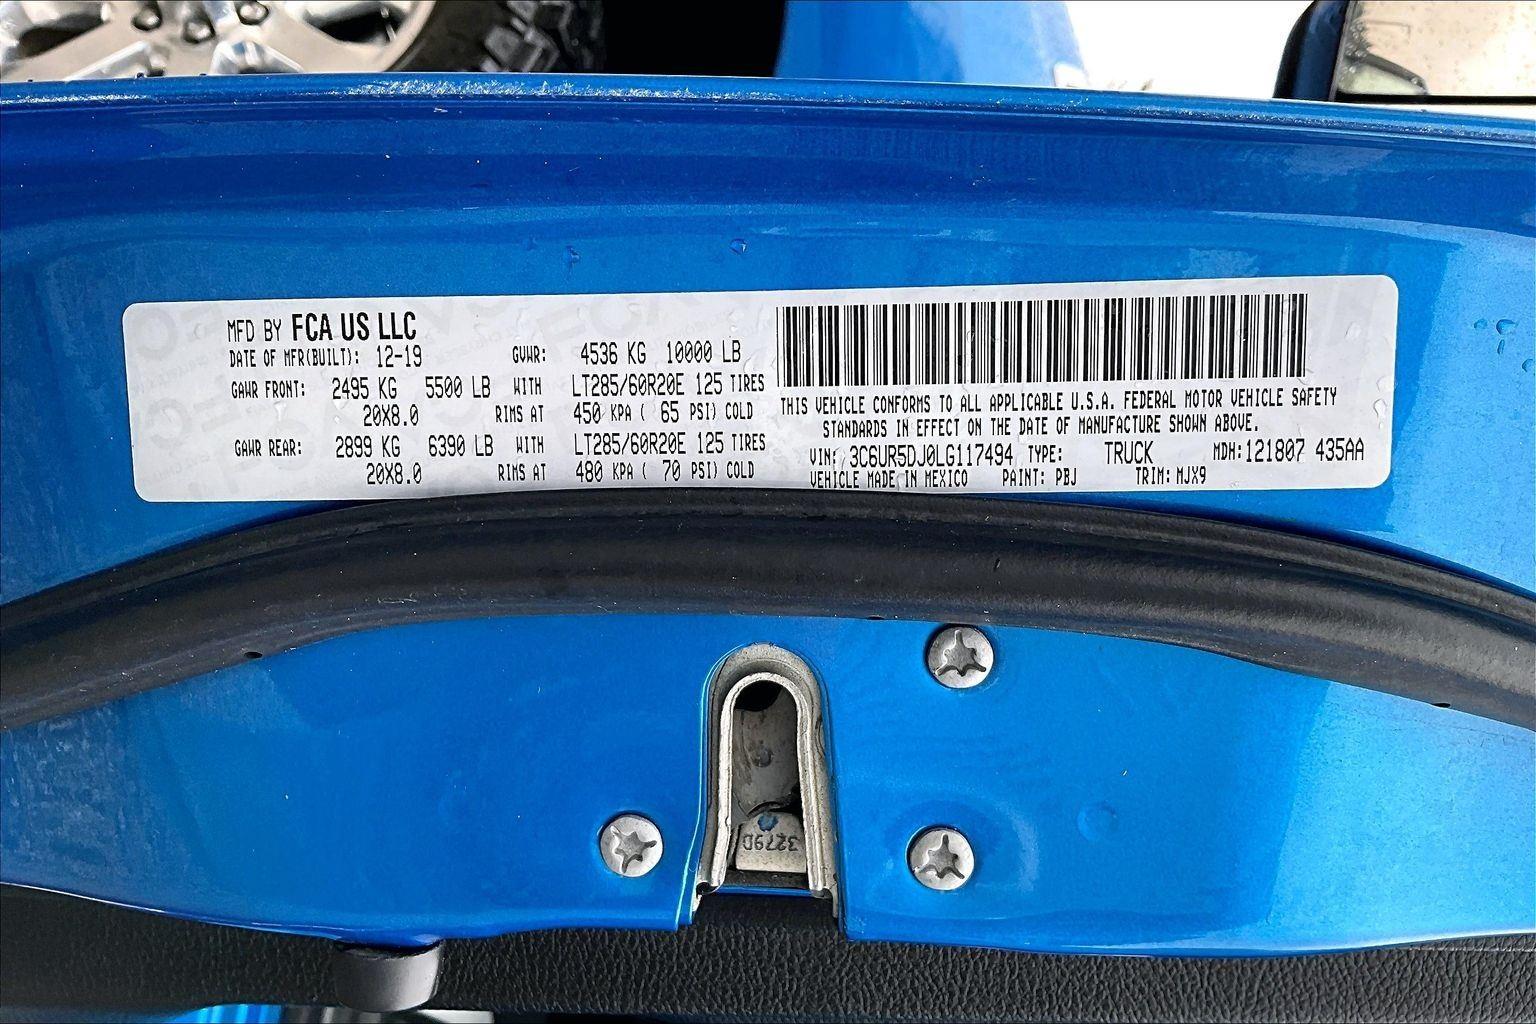 MFD BY FCA US LLC
DATE OF MFR(BUILT): 12-19 GVWR: 4536 KG 10000 LB
GAWR FRONT: 2495 KG 5500 LB WITH LT285/60R20E 125 TIRES
20X8.0 RIMS AT 450 KPA ( 65 PSI) COLD
GAWR REAR: 2899 KG 6390 LB WITH LT285/60R20E 125 TIRES
20X8.0 RIMS AT 480 KPA ( 70 PSI) COLD
THIS VEHICLE CONFORMS TO ALL APPLICABLE U.S.A. FEDERAL MOTOR VEHICLE SAFETY
STANDARDS IN EFFECT ON THE DATE OF MANUFACTURE SHOWN ABOVE.
VIN: 3C6UR5DJ0LG117494 TYPE: TRUCK MDH: 121807 435AA
VEHICLE MADE IN MEXICO PAINT: PBJ TRIM: MJX9
32790